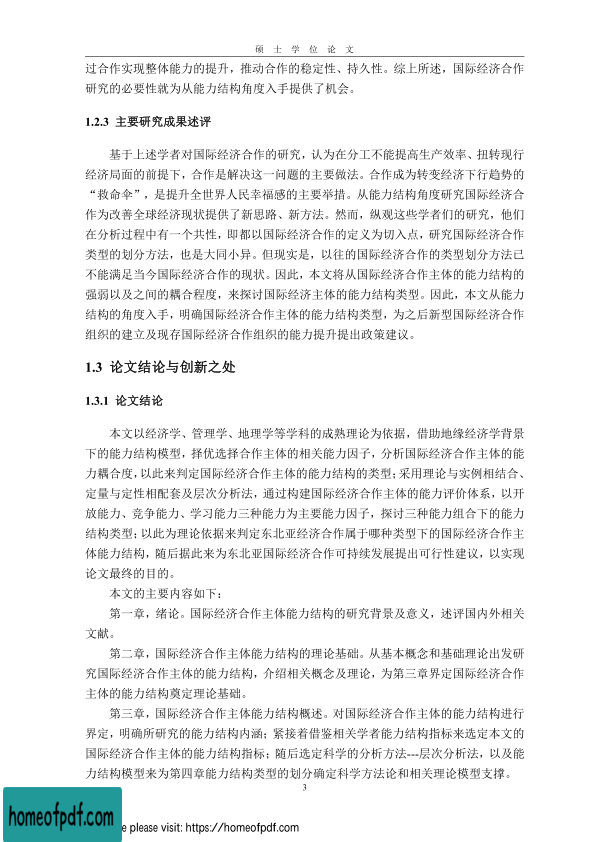 硕 士 学 位 论 文
过合作实现整体能力的提升，推动合作的稳定性、持久性。综上所述，国际经济合作
研究的必要性就为从能力结构角度入手提供了机会。
1.2.3 主要研究成果述评
基于上述学者对国际经济合作的研究，认为在分工不能提高生产效率、扭转现行
经济局面的前提下，合作是解决这一问题的主要做法。合作成为转变经济下行趋势的
“救命伞”，是提升全世界人民幸福感的主要举措。从能力结构角度研究国际经济合
作为改善全球经济现状提供了新思路、新方法。然而，纵观这些学者们的研究，他们
在分析过程中有一个共性，即都以国际经济合作的定义为切入点，研究国际经济合作
类型的划分方法，也是大同小异。但现实是，以往的国际经济合作的类型划分方法已
不能满足当今国际经济合作的现状。因此，本文将从国际经济合作主体的能力结构的
强弱以及之间的耦合程度，来探讨国际经济主体的能力结构类型。因此，本文从能力
结构的角度入手，明确国际经济合作主体的能力结构类型，为之后新型国际经济合作
组织的建立及现存国际经济合作组织的能力提升提出政策建议。
1.3 论文结论与创新之处
1.3.1 论文结论
本文以经济学、管理学、地理学等学科的成熟理论为依据，借助地缘经济学背景
下的能力结构模型，择优选择合作主体的相关能力因子，分析国际经济合作主体的能
力耦合度，以此来判定国际经济合作主体的能力结构的类型；采用理论与实例相结合、
定量与定性相配套及层次分析法，通过构建国际经济合作主体的能力评价体系，以开
放能力、竞争能力、学习能力三种能力为主要能力因子，探讨三种能力组合下的能力
结构类型；以此为理论依据来判定东北亚经济合作属于哪种类型下的国际经济合作主
体能力结构，随后据此来为东北亚国际经济合作可持续发展提出可行性建议，以实现
论文最终的目的。
本文的主要内容如下：
第一章，绪论。国际经济合作主体能力结构的研究背景及意义，述评国内外相关
文献。
第二章，国际经济合作主体能力结构的理论基础。从基本概念和基础理论出发研
究国际经济合作主体的能力结构，介绍相关概念及理论，为第三章界定国际经济合作
主体的能力结构奠定理论基础。
第三章，国际经济合作主体能力结构概述。对国际经济合作主体的能力结构进行
界定，明确所研究的能力结构内涵；紧接着借鉴相关学者能力结构指标来选定本文的
国际经济合作主体的能力结构指标；随后选定科学的分析方法---层次分析法，以及能
力结构模型来为第四章能力结构类型的划分确定科学方法论和相关理论模型支撑。
3
homeofpdf.com
e please visit: https://homeofpdf.com